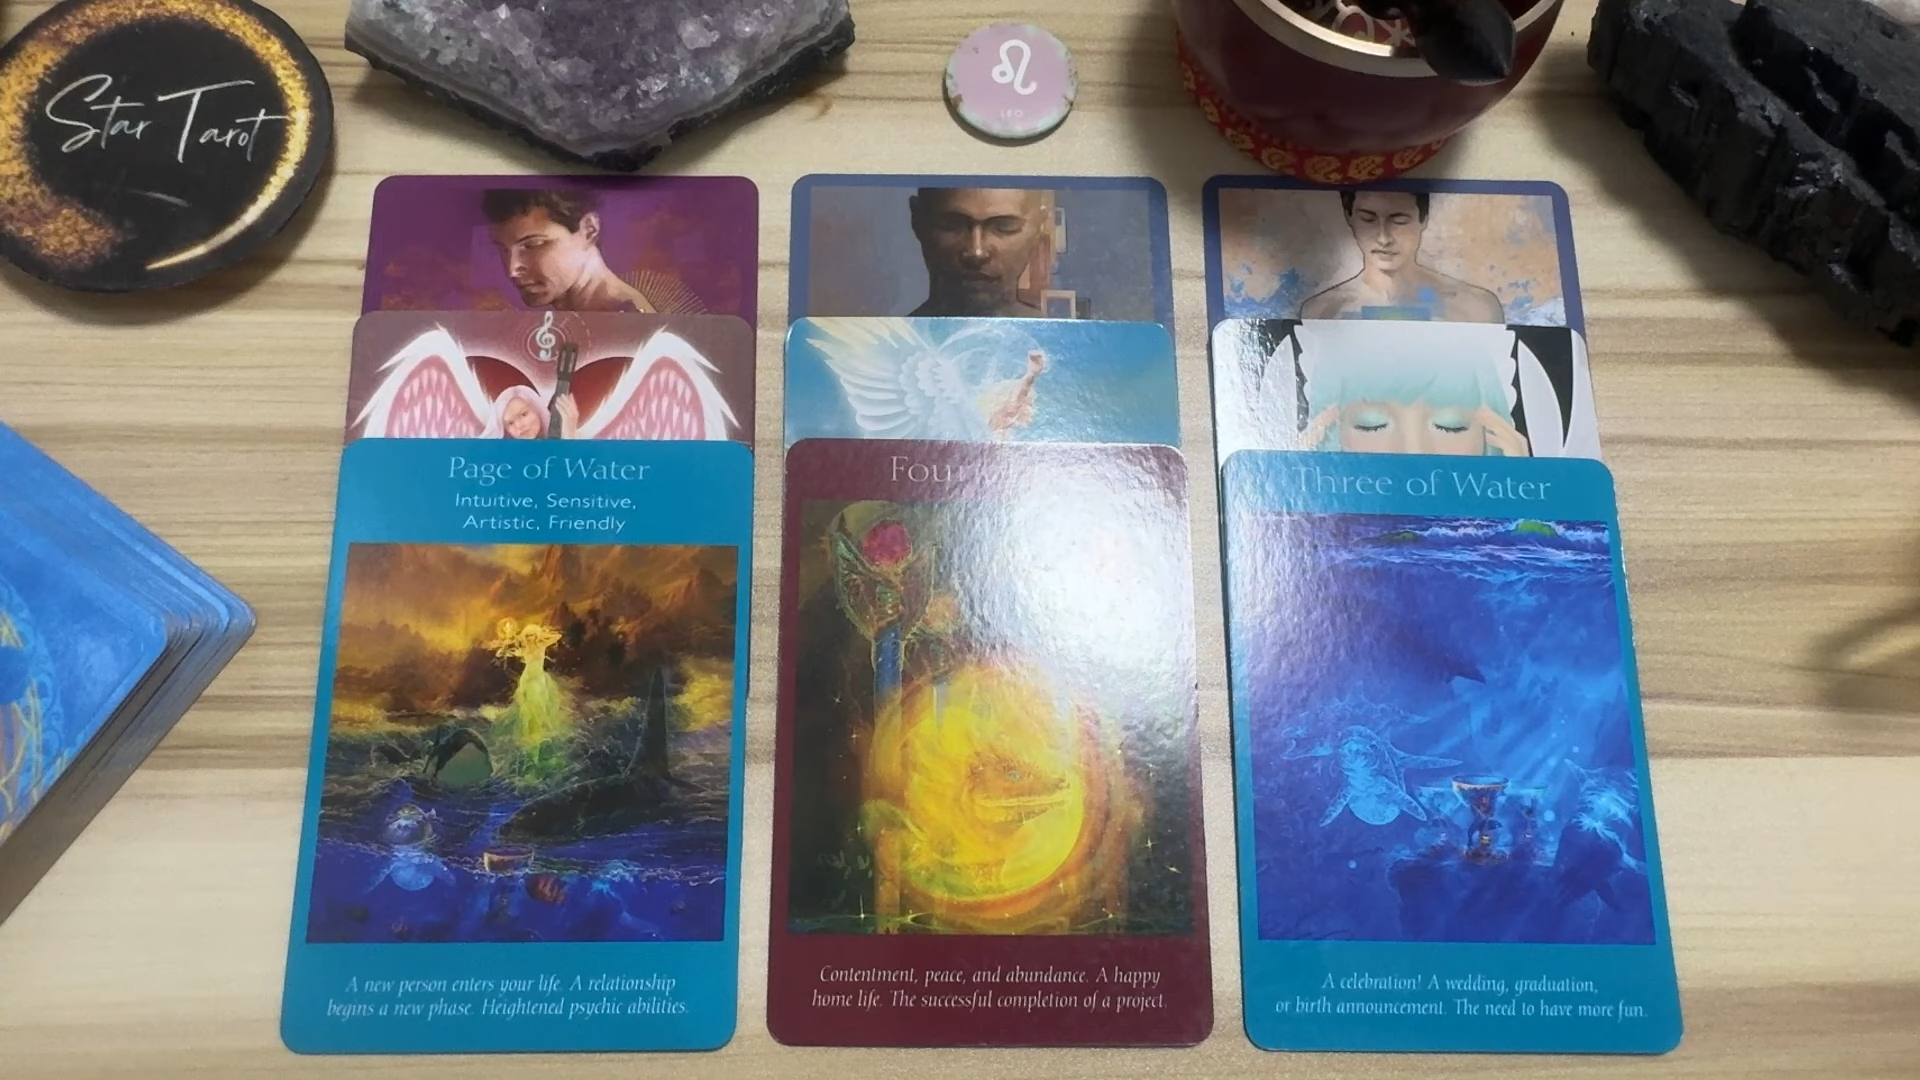 Star Tarot
LEO
Page of Water
Intuitive, Sensitive,
Artistic, Friendly
A new person enters your life. A relationship
begins a new phase. Heightened psychic abilities.
Four
Contentment, peace, and abundance. A happy
home life. The successful completion of a project.
Three of Water
A celebration! A wedding, graduation,
or birth announcement. The need to have more fun.